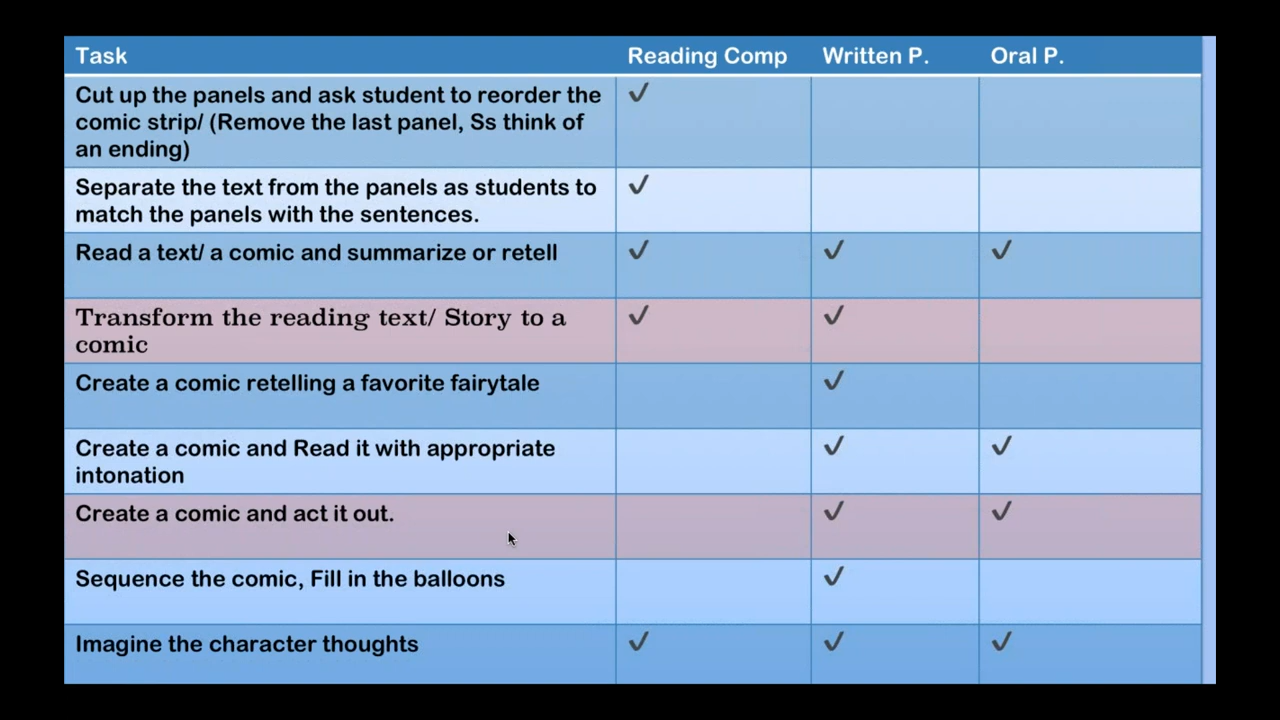 Task Reading Comp Written P. Oral P.
Cut up the panels and ask student to reorder the ✓
comic strip/ (Remove the last panel, Ss think of
an ending)
Separate the text from the panels as students to ✓
match the panels with the sentences.
Read a text/ a comic and summarize or retell ✓ ✓ ✓
Transform the reading text/ Story to a ✓ ✓
comic
Create a comic retelling a favorite fairytale ✓
Create a comic and Read it with appropriate ✓ ✓
intonation
Create a comic and act it out. ✓ ✓
Sequence the comic, Fill in the balloons ✓
Imagine the character thoughts ✓ ✓ ✓